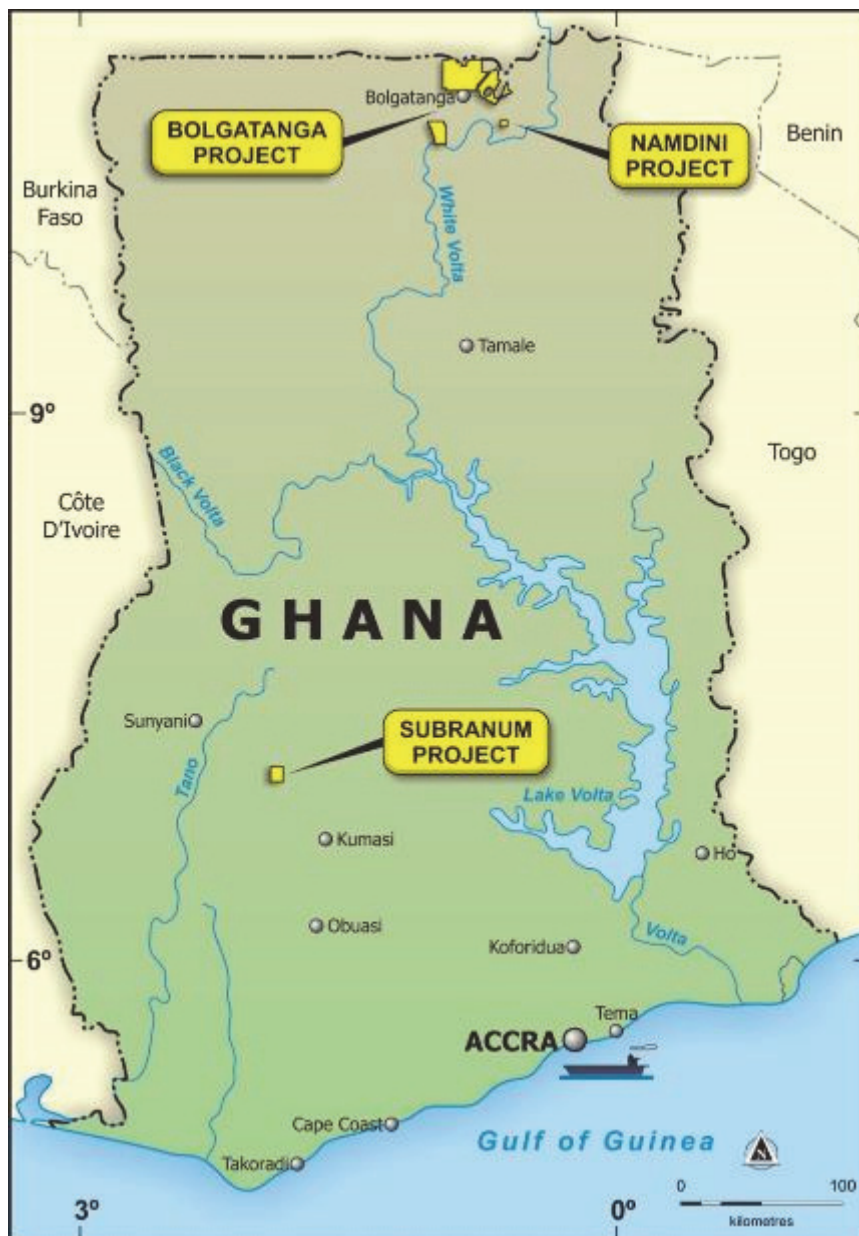 Bolgatanga
BOLGATANGA
PROJECT
NAMDINI
PROJECT
Benin
Burkina
Faso
White Volta
Tamale
9º
Togo
Black Volta
Côte
D'Ivoire
GHANA
Sunyani
SUBRANUM
PROJECT
Tano
Lake Volta
Kumasi
Ho
Obuasi
Volta
Koforidua
6º
Tema
ACCRA
Cape Coast
Gulf of Guinea
N
Takoradi
0 100
kilometres
3º
0º